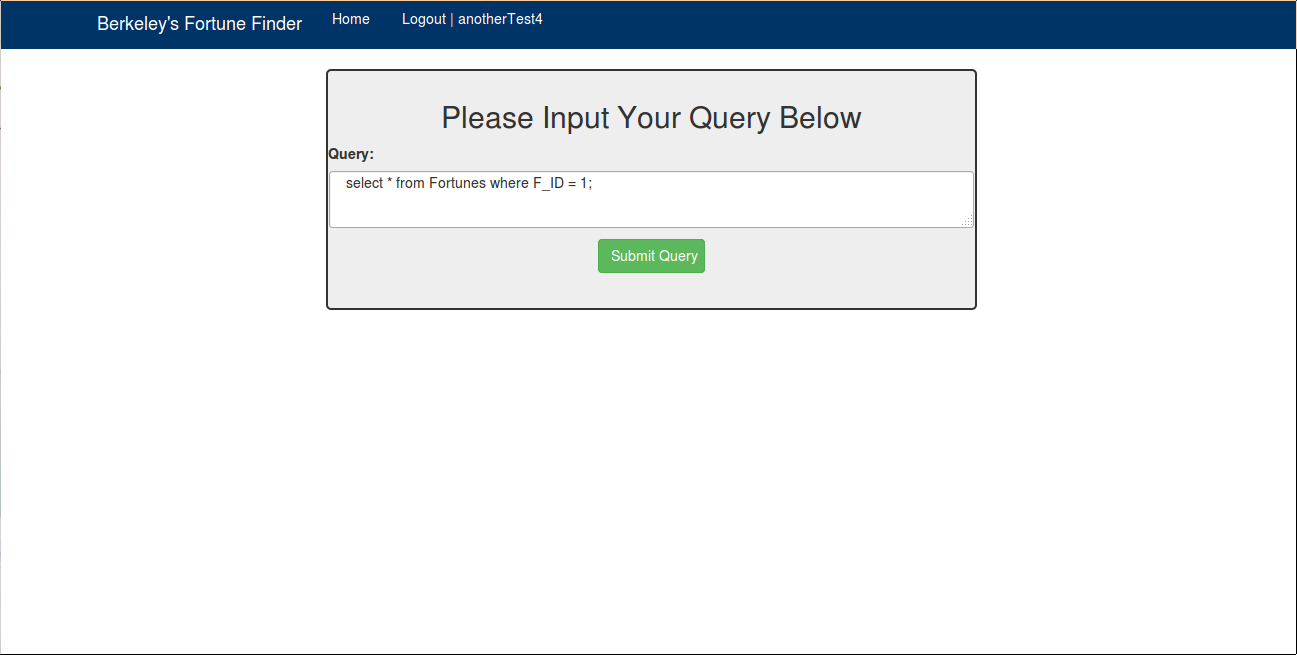 Berkeley's Fortune Finder Home Logout | anotherTest4
Please Input Your Query Below
Query:
select * from Fortunes where F_ID = 1;
Submit Query